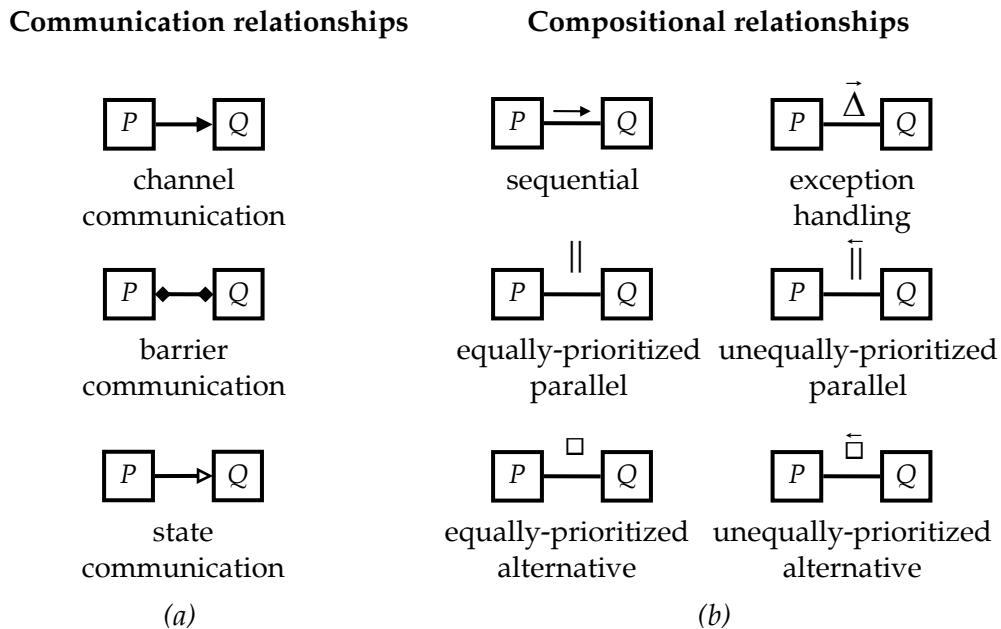 Communication relationships
Compositional relationships
P Q
channel
communication
P Q
barrier
communication
P Q
state
communication
(a)
P → Q
sequential
P Δ⃗ Q
exception
handling
P || Q
equally-prioritized
parallel
P ||⃖ Q
unequally-prioritized
parallel
P □ Q
equally-prioritized
alternative
P □⃖ Q
unequally-prioritized
alternative
(b)